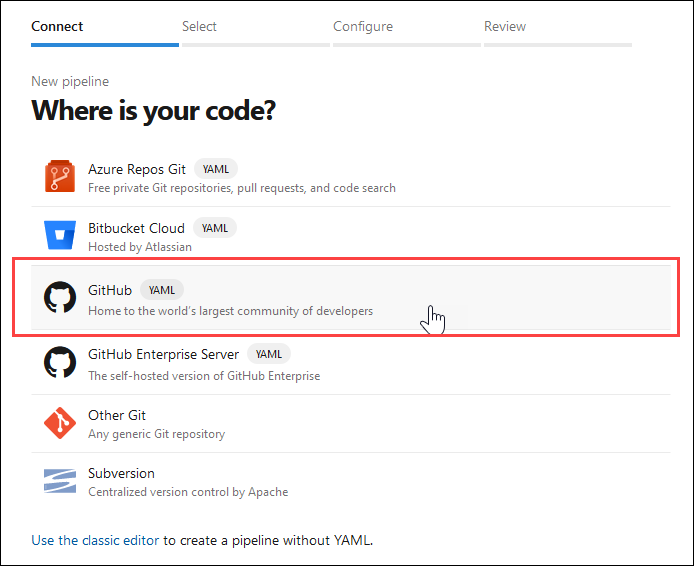 Connect Select Configure Review
New pipeline
Where is your code?
Azure Repos Git YAML
Free private Git repositories, pull requests, and code search
Bitbucket Cloud YAML
Hosted by Atlassian
GitHub YAML
Home to the world's largest community of developers
GitHub Enterprise Server YAML
The self-hosted version of GitHub Enterprise
Other Git
Any generic Git repository
Subversion
Centralized version control by Apache
Use the classic editor to create a pipeline without YAML.